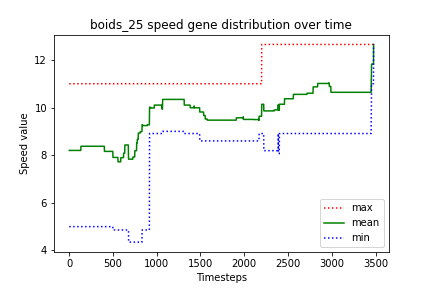 boids_25 speed gene distribution over time
Speed value
12
10
8
6
4
0
500
1000
1500
2000
2500
3000
3500
Timesteps
max
mean
min